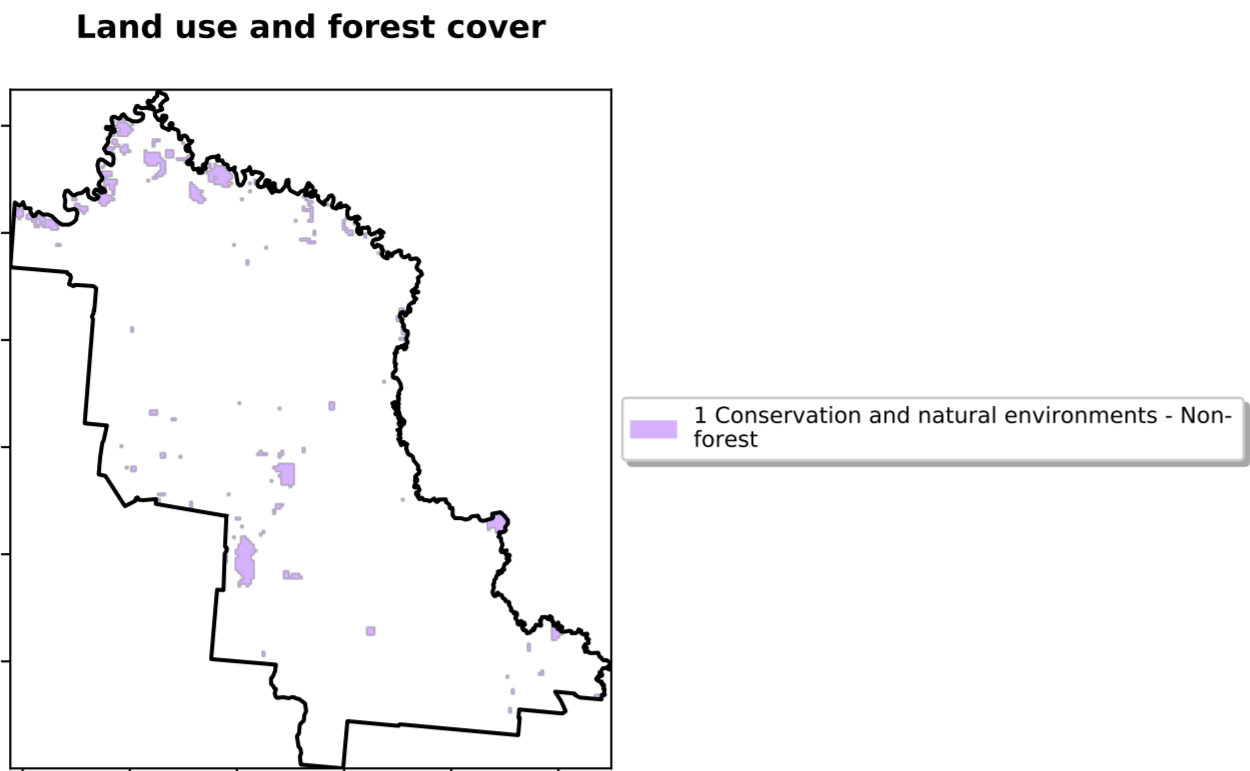 Land use and forest cover
1 Conservation and natural environments - Non-
forest